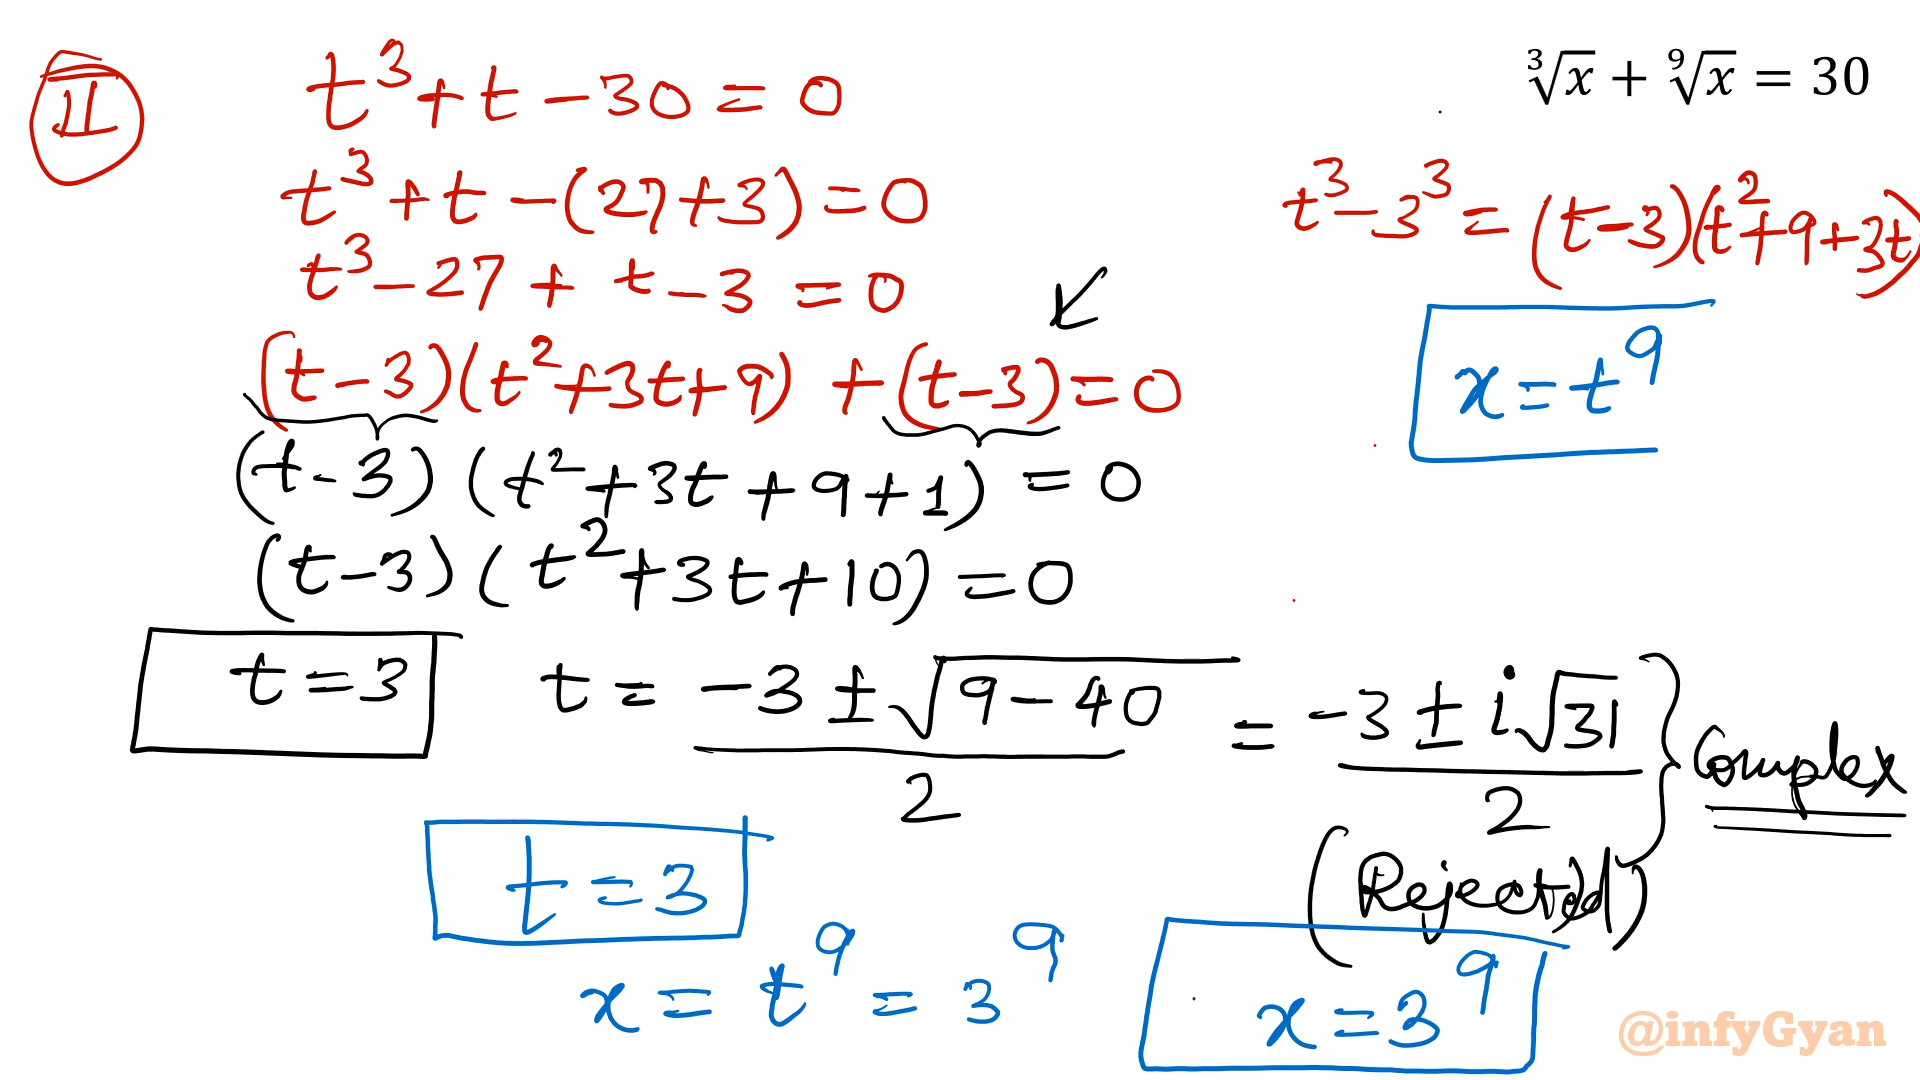 II
∛x + ⁹√x = 30
t³ + t − 30 = 0
t³ + t − (27+3) = 0
t³ − 3³ = (t−3)(t²+9+3t)
t³ − 27 + t − 3 = 0
x = t⁹
(t−3)(t²+3t+9) + (t−3) = 0
(t−3)(t²+3t+9+1) = 0
(t−3)(t²+3t+10) = 0
t = 3
t = (−3 ± √(9−40))/2 = (−3 ± i√31)/2 } Complex
(Rejected)
t = 3
x = t⁹ = 3⁹
x = 3⁹
@infyGyan